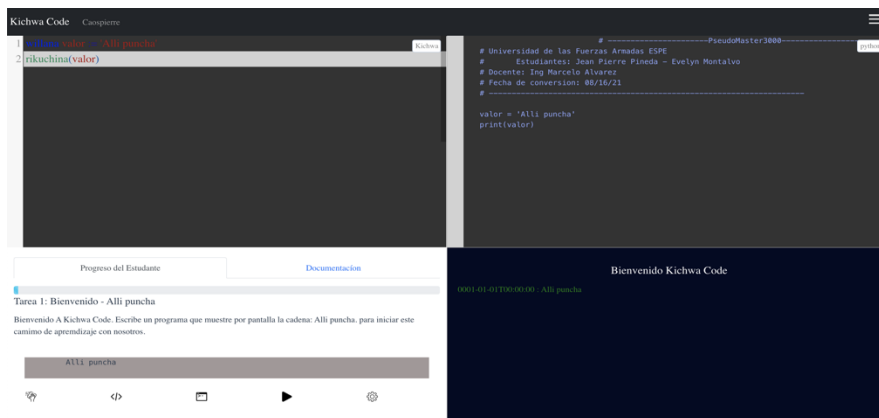 Kichwa Code Caospierre
1 valor 'Alli puncha'
Kichwa
2 rikuchina(valor)
# -----------------------PseudoMaster3000-------------------
python
# Universidad de las Fuerzas Armadas ESPE
# Estudiantes: Jean Pierre Pineda - Evelyn Montalvo
# Docente: Ing Marcelo Alvarez
# Fecha de conversion: 08/16/21
# ------------------------------------------------------------------------
valor = 'Alli puncha'
print(valor)
Progreso del Estudante Documentacíon
Tarea 1: Bienvenido - Alli puncha
Bienvenido A Kichwa Code. Escribe un programa que muestre por pantalla la cadena: Alli puncha. para iniciar este
camimo de apremdizaje con nosotros.
Alli puncha
Bienvenido Kichwa Code
0001-01-01T00:00:00 : Alli puncha